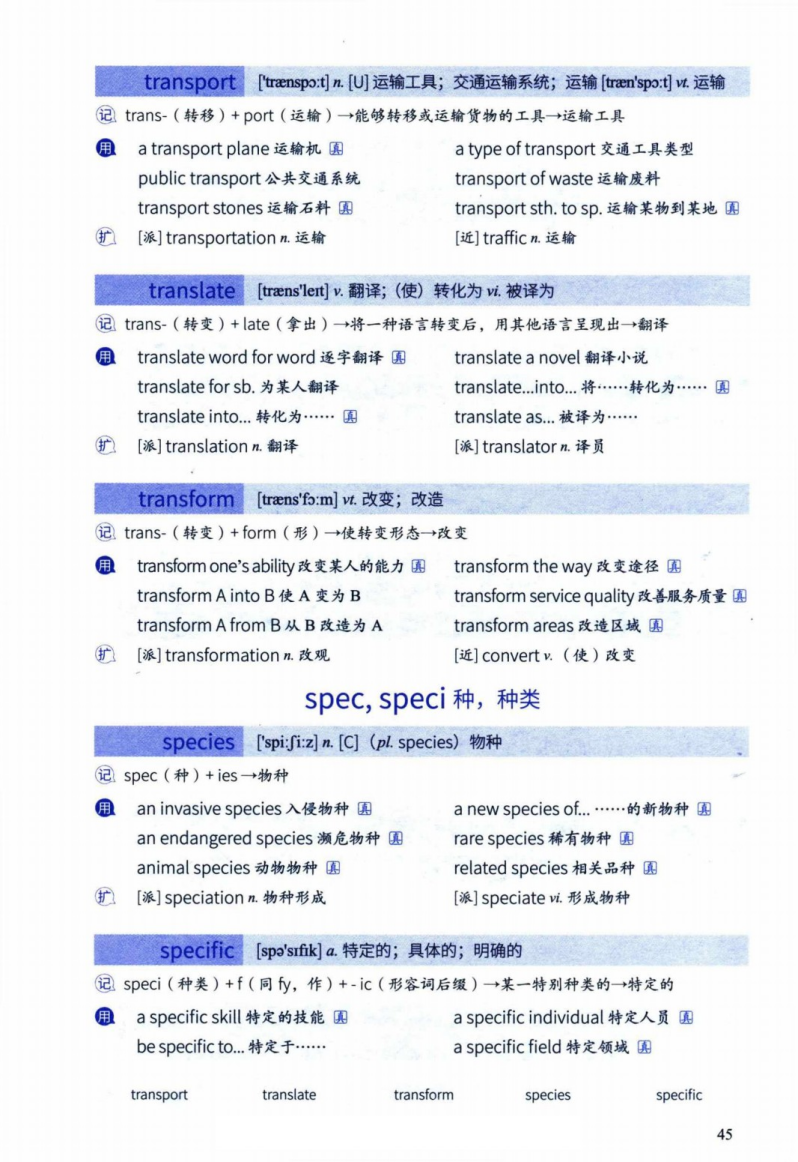 transport ['trænspɔ:t] n. [U] 运输工具；交通运输系统；运输 [træn'spɔ:t] vt. 运输
记 trans-（转移）+ port（运输）→能够转移或运输货物的工具→运输工具
用 a transport plane 运输机 真 a type of transport 交通工具类型
public transport 公共交通系统 transport of waste 运输废料
transport stones 运输石料 真 transport sth. to sp. 运输某物到某地 真
扩 [派] transportation n. 运输 [近] traffic n. 运输
translate [træns'leɪt] v. 翻译；（使）转化为 vi. 被译为
记 trans-（转变）+ late（拿出）→将一种语言转变后，用其他语言呈现出→翻译
用 translate word for word 逐字翻译 真 translate a novel 翻译小说
translate for sb. 为某人翻译 translate...into... 将……转化为…… 真
translate into... 转化为…… 真 translate as... 被译为……
扩 [派] translation n. 翻译 [派] translator n. 译员
transform [træns'fɔ:m] vt. 改变；改造
记 trans-（转变）+ form（形）→使转变形态→改变
用 transform one's ability 改变某人的能力 真 transform the way 改变途径 真
transform A into B 使 A 变为 B transform service quality 改善服务质量 真
transform A from B 从 B 改造为 A transform areas 改造区域 真
扩 [派] transformation n. 改观 [近] convert v.（使）改变
spec, speci 种，种类
species ['spi:ʃi:z] n. [C]（pl. species）物种
记 spec（种）+ ies →物种
用 an invasive species 入侵物种 真 a new species of... ……的新物种 真
an endangered species 濒危物种 真 rare species 稀有物种 真
animal species 动物物种 真 related species 相关品种 真
扩 [派] speciation n. 物种形成 [派] speciate vi. 形成物种
specific [spə'sɪfɪk] a. 特定的；具体的；明确的
记 speci（种类）+ f（同 fy，作）+ -ic（形容词后缀）→某一特别种类的→特定的
用 a specific skill 特定的技能 真 a specific individual 特定人员 真
be specific to... 特定于…… a specific field 特定领域 真
transport translate transform species specific
45